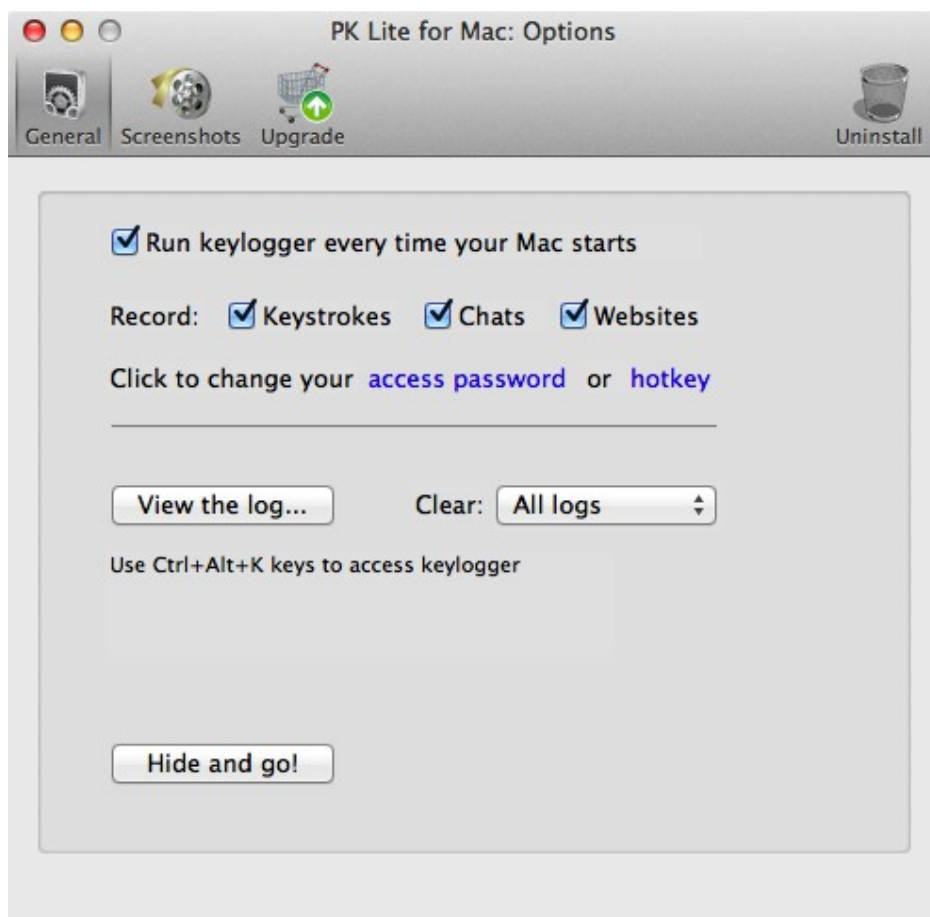 PK Lite for Mac: Options
General Screenshots Upgrade Uninstall
Run keylogger every time your Mac starts
Record: Keystrokes Chats Websites
Click to change your access password or hotkey
View the log... Clear: All logs
Use Ctrl+Alt+K keys to access keylogger
Hide and go!